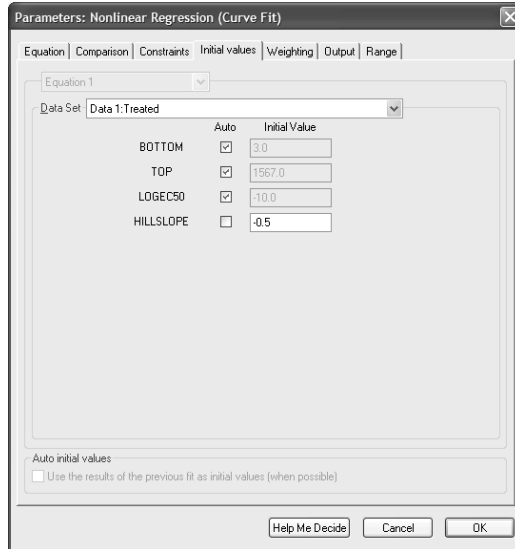 Parameters: Nonlinear Regression (Curve Fit)
Equation Comparison Constraints Initial values Weighting Output Range
Equation 1
Data Set Data 1:Treated
Auto Initial Value
BOTTOM 3.0
TOP 1567.0
LOGEC50 -10.0
HILLSLOPE -0.5
Auto initial values
Use the results of the previous fit as initial values (when possible)
Help Me Decide Cancel OK